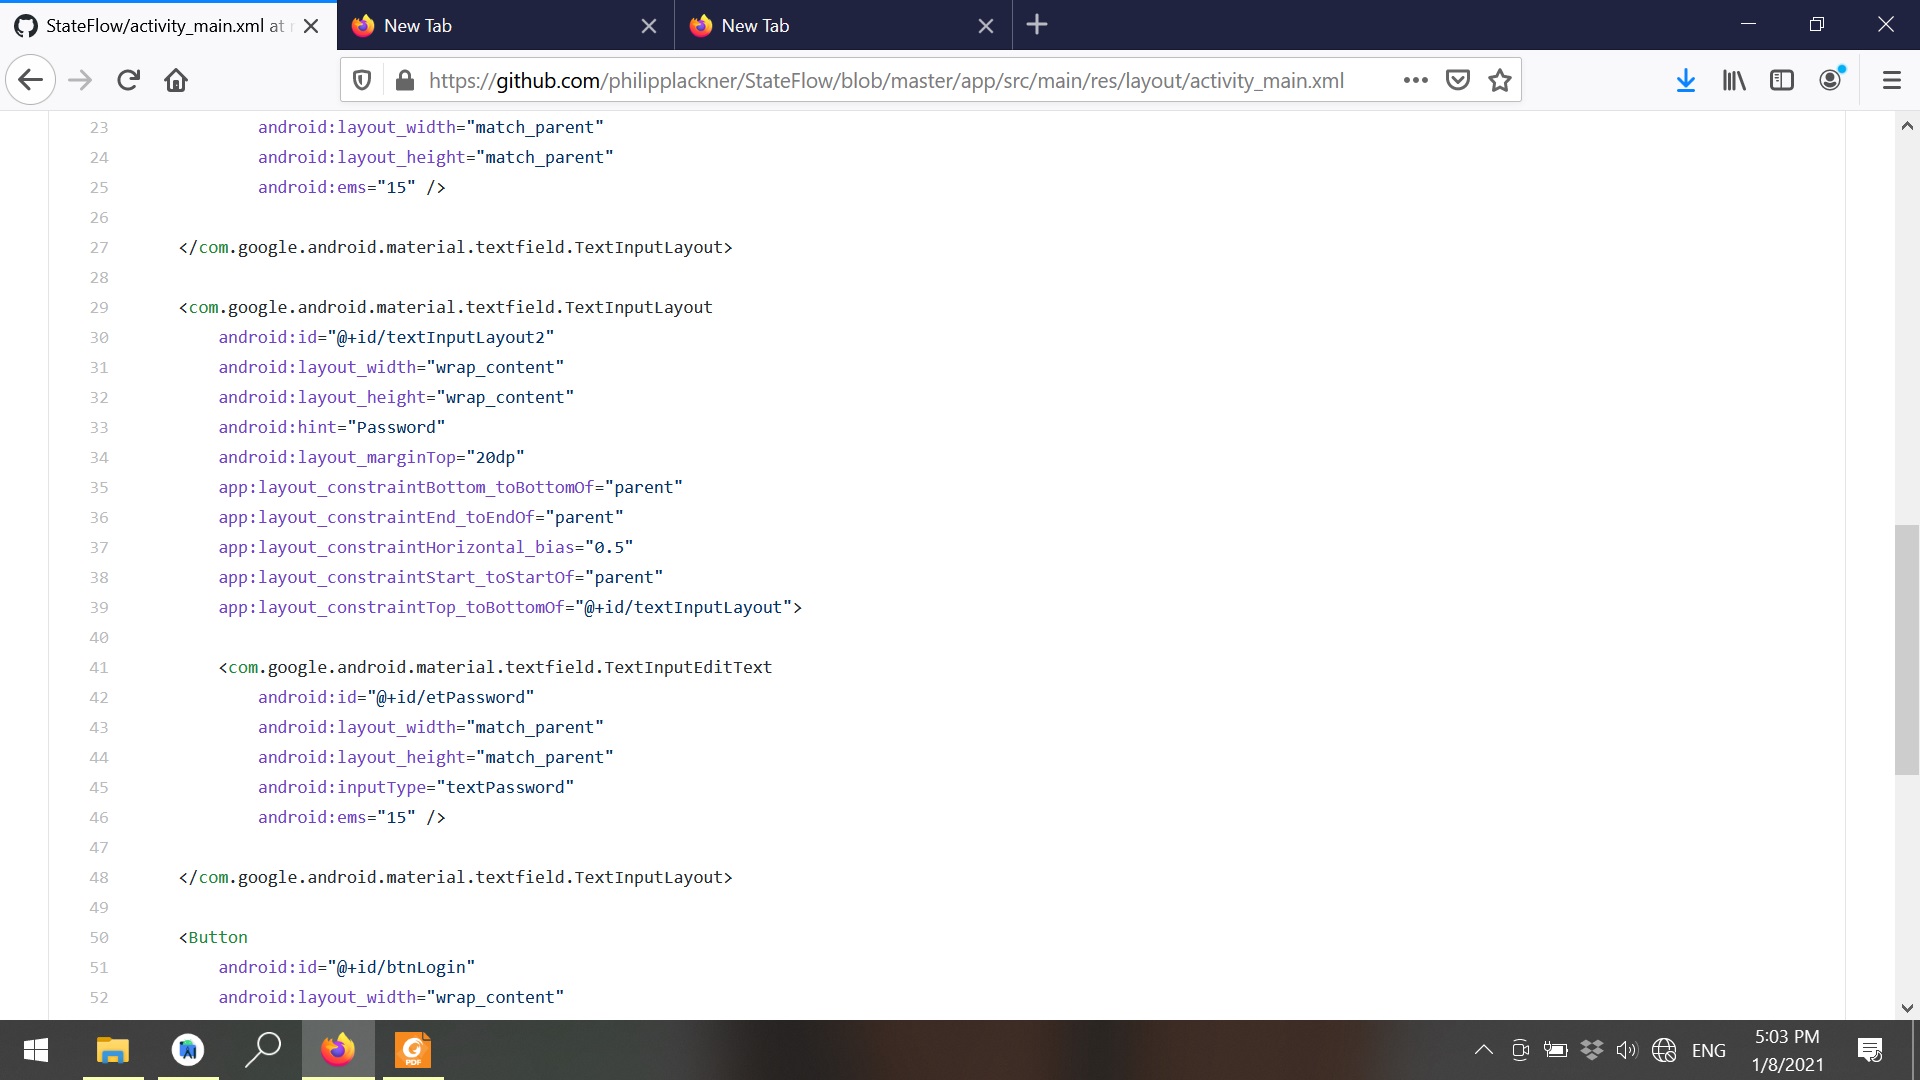 StateFlow/activity_main.xml at
New Tab
New Tab
https://github.com/philipplackner/StateFlow/blob/master/app/src/main/res/layout/activity_main.xml
23 android:layout_width="match_parent"
24 android:layout_height="match_parent"
25 android:ems="15" />
26
27 </com.google.android.material.textfield.TextInputLayout>
28
29 <com.google.android.material.textfield.TextInputLayout
30 android:id="@+id/textInputLayout2"
31 android:layout_width="wrap_content"
32 android:layout_height="wrap_content"
33 android:hint="Password"
34 android:layout_marginTop="20dp"
35 app:layout_constraintBottom_toBottomOf="parent"
36 app:layout_constraintEnd_toEndOf="parent"
37 app:layout_constraintHorizontal_bias="0.5"
38 app:layout_constraintStart_toStartOf="parent"
39 app:layout_constraintTop_toBottomOf="@+id/textInputLayout">
40
41 <com.google.android.material.textfield.TextInputEditText
42 android:id="@+id/etPassword"
43 android:layout_width="match_parent"
44 android:layout_height="match_parent"
45 android:inputType="textPassword"
46 android:ems="15" />
47
48 </com.google.android.material.textfield.TextInputLayout>
49
50 <Button
51 android:id="@+id/btnLogin"
52 android:layout_width="wrap_content"
PDF
ENG
5:03 PM
1/8/2021